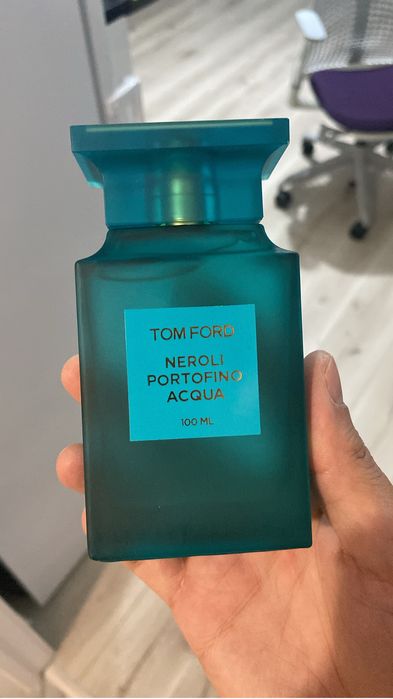 TOM FORD
NEROLI
PORTOFINO
ACQUA
100 ML